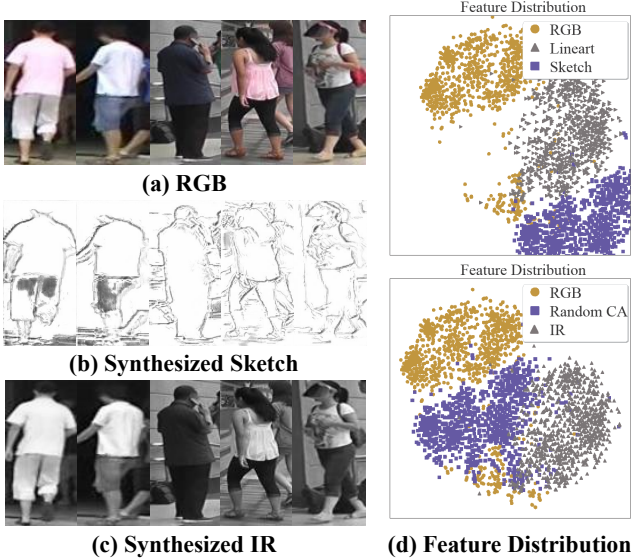 (a) RGB
(b) Synthesized Sketch
(c) Synthesized IR
Feature Distribution
RGB
Lineart
Sketch
Feature Distribution
RGB
Random CA
IR
(d) Feature Distribution